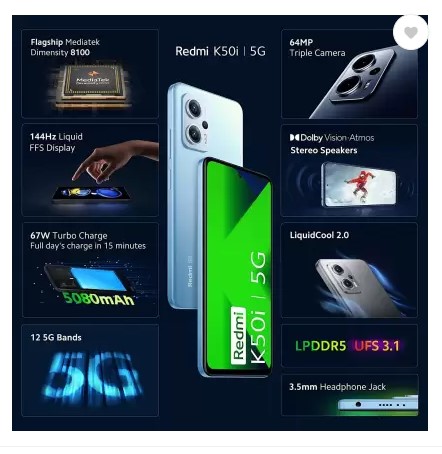 Flagship Mediatek
Dimensity 8100
MediaTek
Redmi K50i | 5G
64MP
Triple Camera
144Hz Liquid
FFS Display
Dolby Vision·Atmos
Stereo Speakers
67W Turbo Charge
Full day's charge in 15 minutes
5080mAh
LiquidCool 2.0
Redmi
K50i | 5G
12 5G Bands
5G
LPDDR5 UFS 3.1
3.5mm Headphone Jack